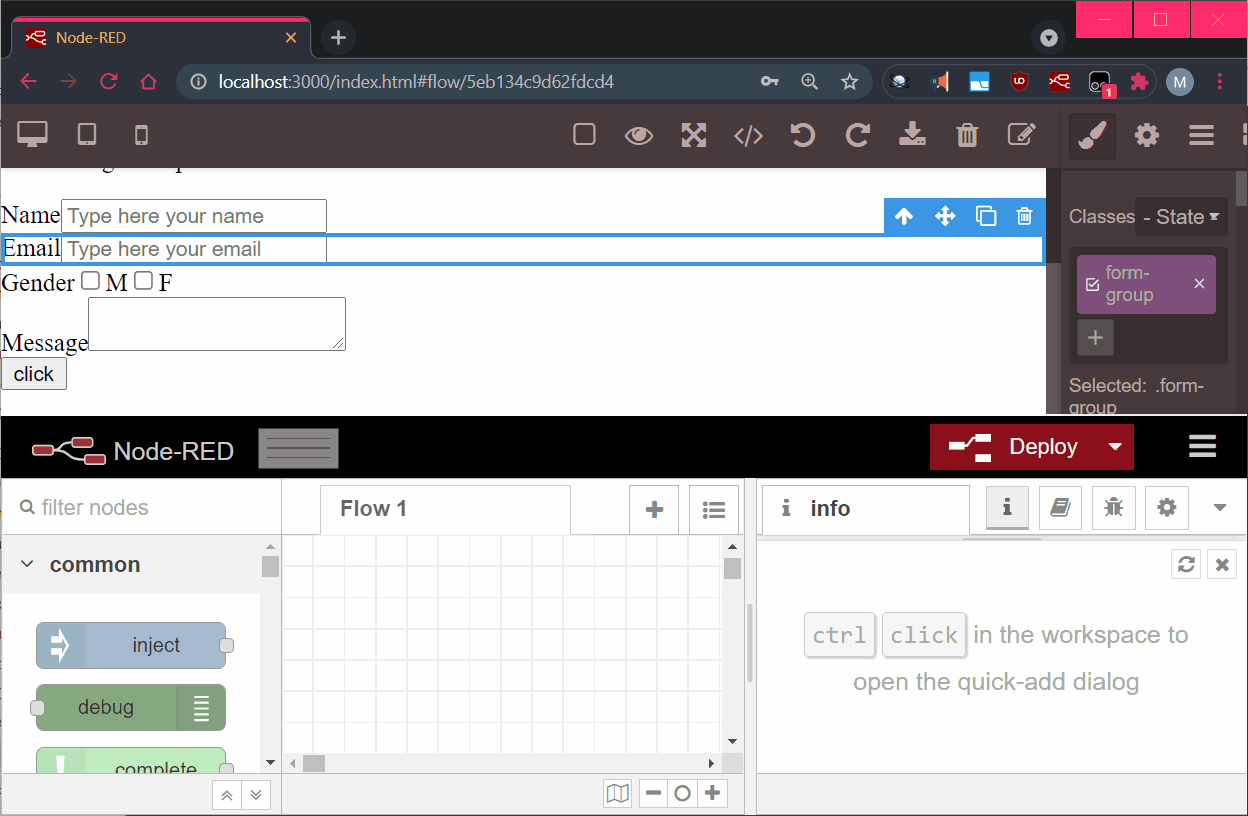 Node-RED
localhost:3000/index.html#flow/5eb134c9d62fdcd4
1
M
Name Type here your name
Email Type here your email
Gender M F
Message
click
Classes - State
form-
group
Selected: .form-
group
Node-RED
Deploy
filter nodes
Flow 1
info
common
inject
debug
complete
ctrl click in the workspace to
open the quick-add dialog